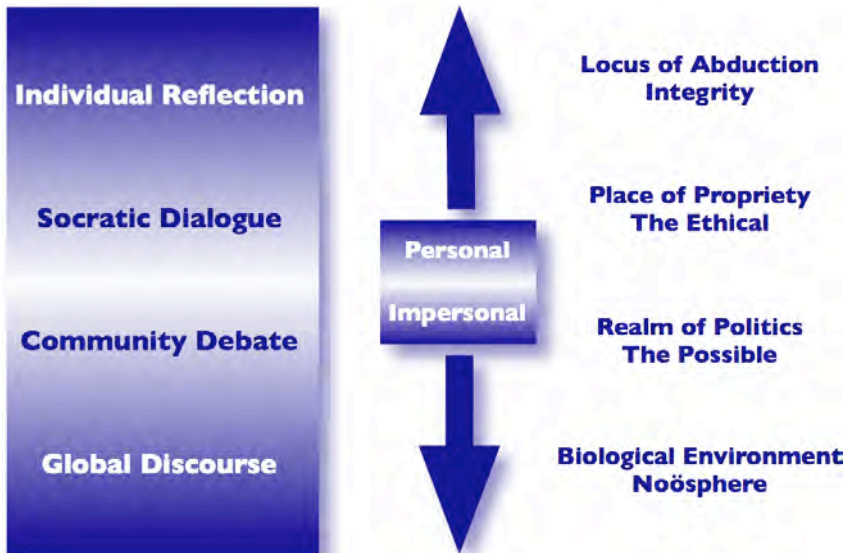 Individual Reflection
Socratic Dialogue
Community Debate
Global Discourse
Personal
Impersonal
Locus of Abduction
Integrity
Place of Propriety
The Ethical
Realm of Politics
The Possible
Biological Environment
Noösphere